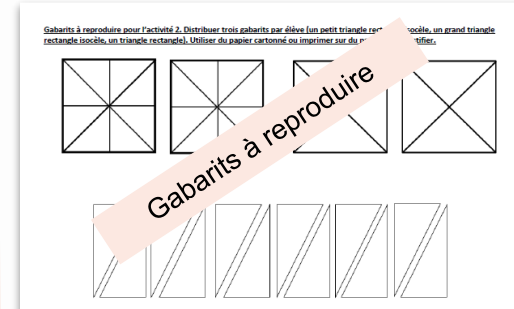 Gabarits à reproduire pour l'activité 2. Distribuer trois gabarits par élève (un petit triangle isocèle, un grand triangle
rectangle isocèle, un triangle rectangle). Utiliser du papier cartonné ou imprimer sur du
Gabarits à reproduire